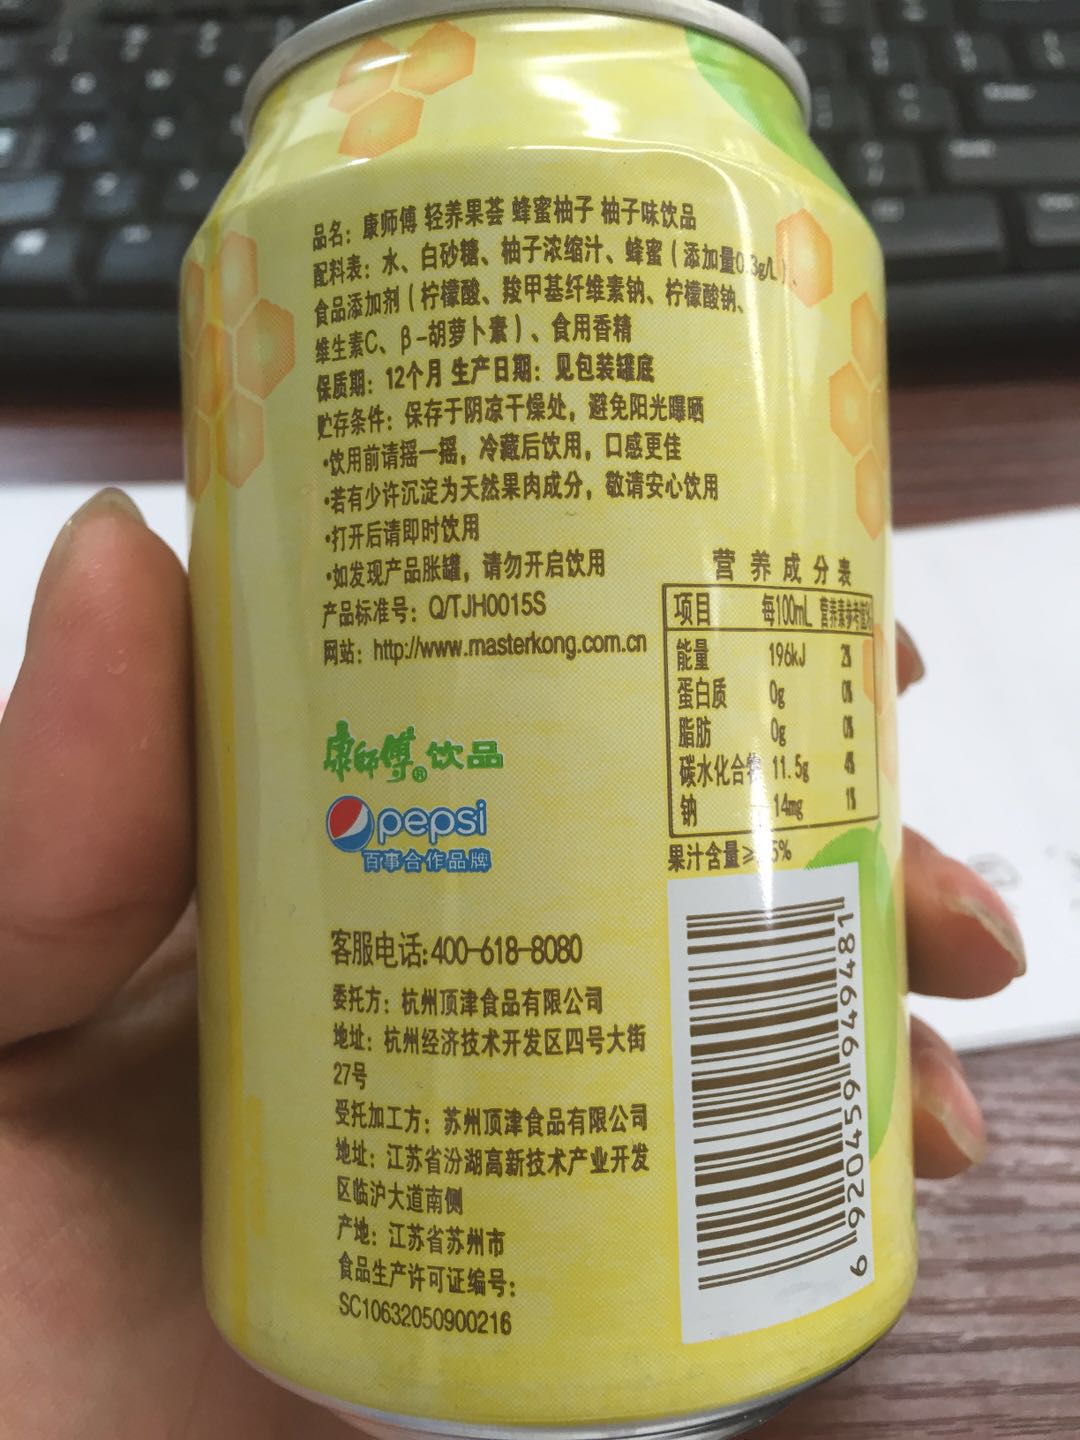 品名：康师傅 轻养果荟 蜂蜜柚子 柚子味饮品
配料表：水、白砂糖、柚子浓缩汁、蜂蜜（添加量0.3g/L）、
食品添加剂（柠檬酸、羧甲基纤维素钠、柠檬酸钠、
维生素C、β-胡萝卜素）、食用香精
保质期：12个月 生产日期：见包装罐底
贮存条件：保存于阴凉干燥处，避免阳光曝晒
•饮用前请摇一摇，冷藏后饮用，口感更佳
•若有少许沉淀为天然果肉成分，敬请安心饮用
•打开后请即时饮用
•如发现产品胀罐，请勿开启饮用
产品标准号：Q/TJH0015S
网站：http://www.masterkong.com.cn
营养成分表
项目 每100mL 营养素参考值%
能量 196kJ 2%
蛋白质 0g 0%
脂肪 0g 0%
碳水化合物 11.5g 4%
钠 14mg 1%
果汁含量≥ 5%
康师傅®饮品
pepsi
百事合作品牌
客服电话:400-618-8080
委托方：杭州顶津食品有限公司
地址：杭州经济技术开发区四号大街
27号
受托加工方：苏州顶津食品有限公司
地址：江苏省汾湖高新技术产业开发
区临沪大道南侧
产地：江苏省苏州市
食品生产许可证编号：
SC10632050900216
6 920459 949481